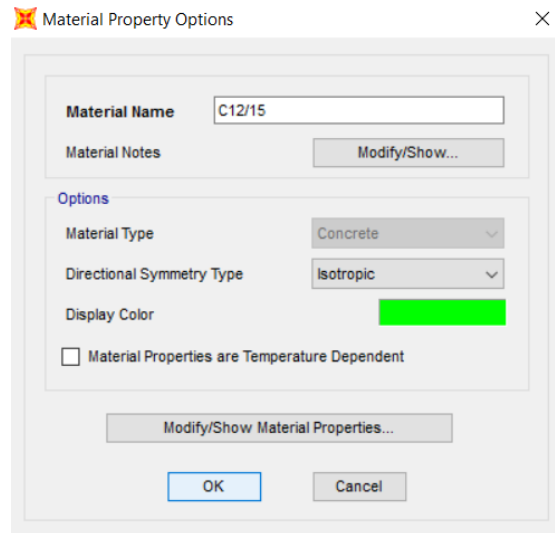 Material Property Options
Material Name C12/15
Material Notes Modify/Show...
Options
Material Type Concrete
Directional Symmetry Type Isotropic
Display Color
Material Properties are Temperature Dependent
Modify/Show Material Properties...
OK Cancel